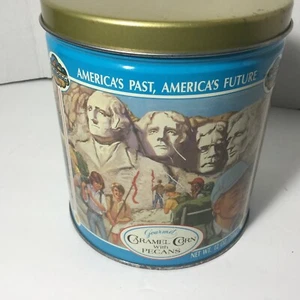 AMERICA'S PAST, AMERICA'S FUTURE
Gourmet
CARAMEL CORN
with
PECANS
NET WT.